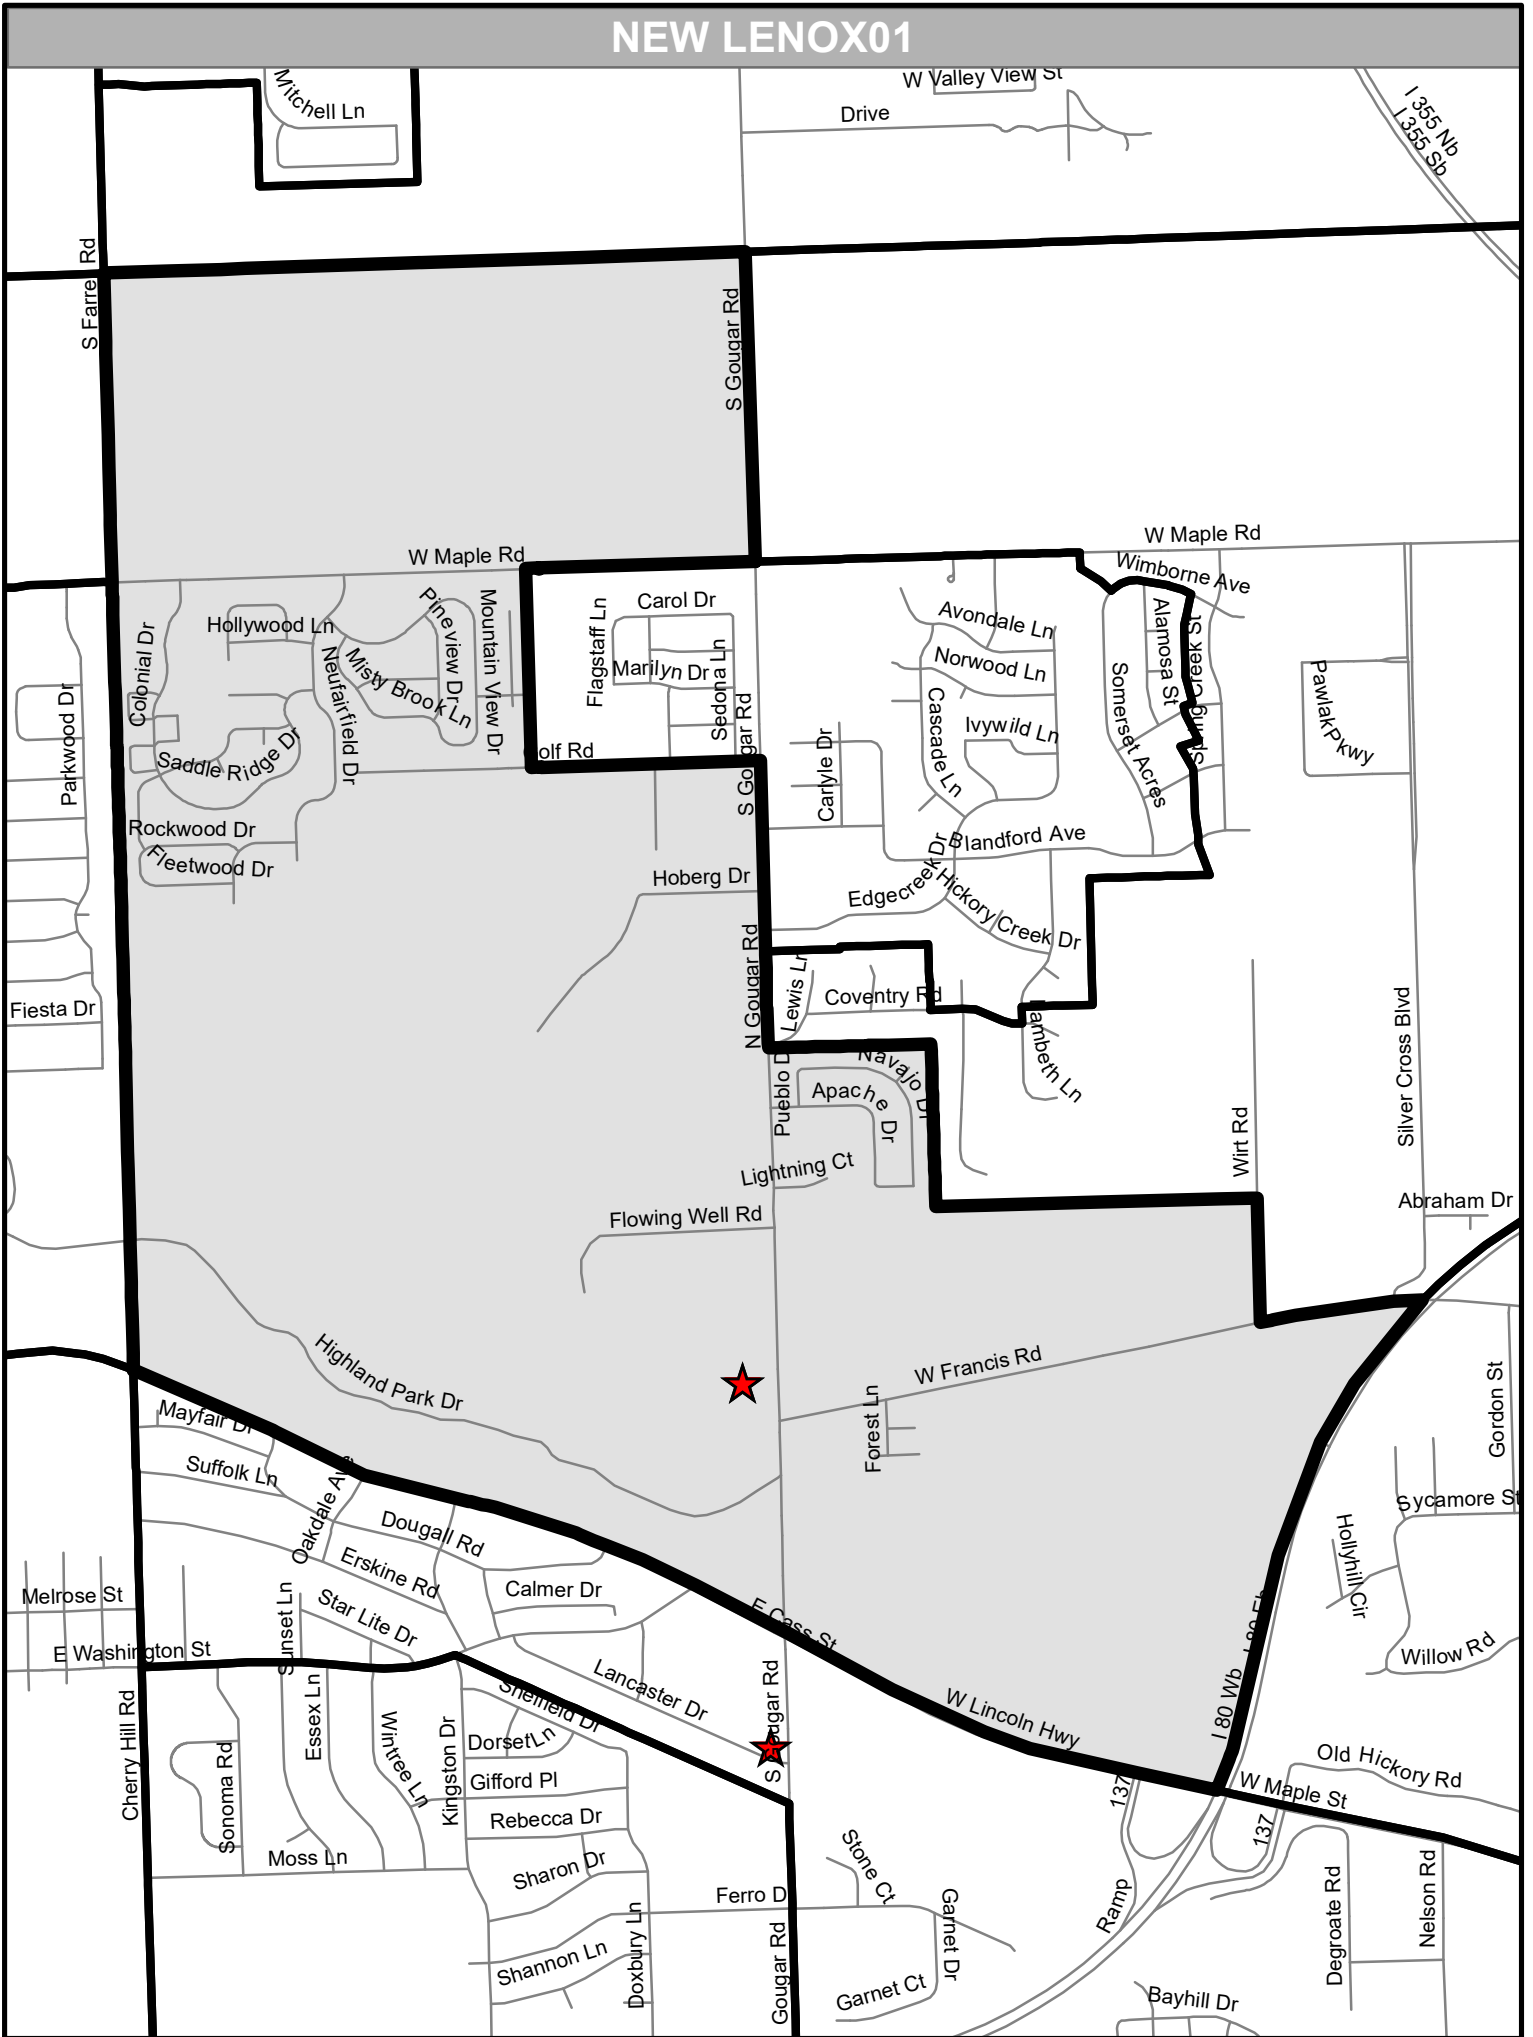 NEW LENOX01
Mitchell Ln
W Valley View St
Drive
I 355 Nb
I 355 Sb
S Farre
Rd
S Gougar Rd
W Maple Rd
W Maple Rd
Wimborne Ave
Colonial Dr
Hollywood Ln
Neufairfield Dr
Misty Brook Ln
Pineview Dr
Mountain View Dr
Flagstaff Ln
Carol Dr
Marilyn Dr
Sedona Ln
S Gougar Rd
Avondale Ln
Norwood Ln
Cascade Ln
Ivywild Ln
Somerset Acres
Alamosa St
Spring Creek St
Pawlak Pkwy
Parkwood Dr
Saddle Ridge Dr
olf Rd
S Gougar Rd
Carlyle Dr
Rockwood Dr
Fleetwood Dr
Blandford Ave
Hoberg Dr
Edgecreek Dr
Hickory Creek Dr
N Gougar Rd
Lewis Ln
Coventry Rd
Lambeth Ln
Fiesta Dr
Silver Cross Blvd
Pueblo D
Navajo Dr
Apache Dr
Wirt Rd
Lightning Ct
Flowing Well Rd
Abraham Dr
Highland Park Dr
W Francis Rd
Forest Ln
Gordon St
Mayfair Dr
Suffolk Ln
Oakdale Ave
Dougall Rd
Erskine Rd
Sycamore St
Hollyhill Cir
Melrose St
Calmer Dr
Star Lite Dr
Sunset Ln
E Cass St
I 80 Eb
I 80 Wb
E Washington St
Willow Rd
Lancaster Dr
S Gougar Rd
Sheffield Dr
W Lincoln Hwy
Cherry Hill Rd
Essex Ln
Wintree Ln
Kingston Dr
Dorset Ln
Sonoma Rd
Gifford Pl
Old Hickory Rd
W Maple St
137
137
Rebecca Dr
Moss Ln
Sharon Dr
Stone Ct
Ferro D
Garnet Dr
Ramp
Degroate Rd
Nelson Rd
Shannon Ln
Doxbury Ln
Gougar Rd
Garnet Ct
Bayhill Dr